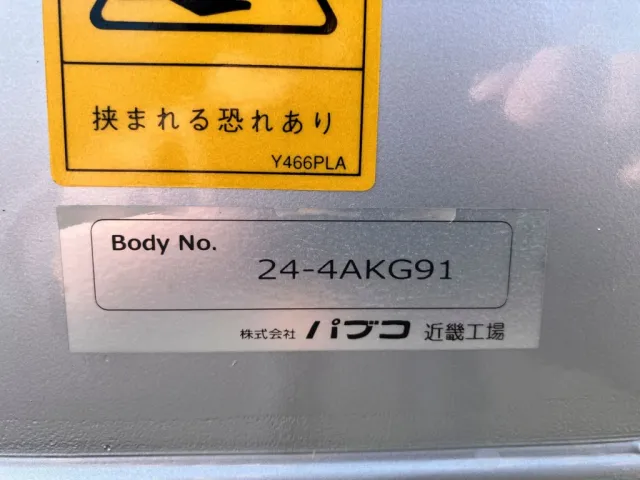 挟まれる恐れあり
Y466PLA
Body No.
24-4AKG91
株式会社 パブコ 近畿工場